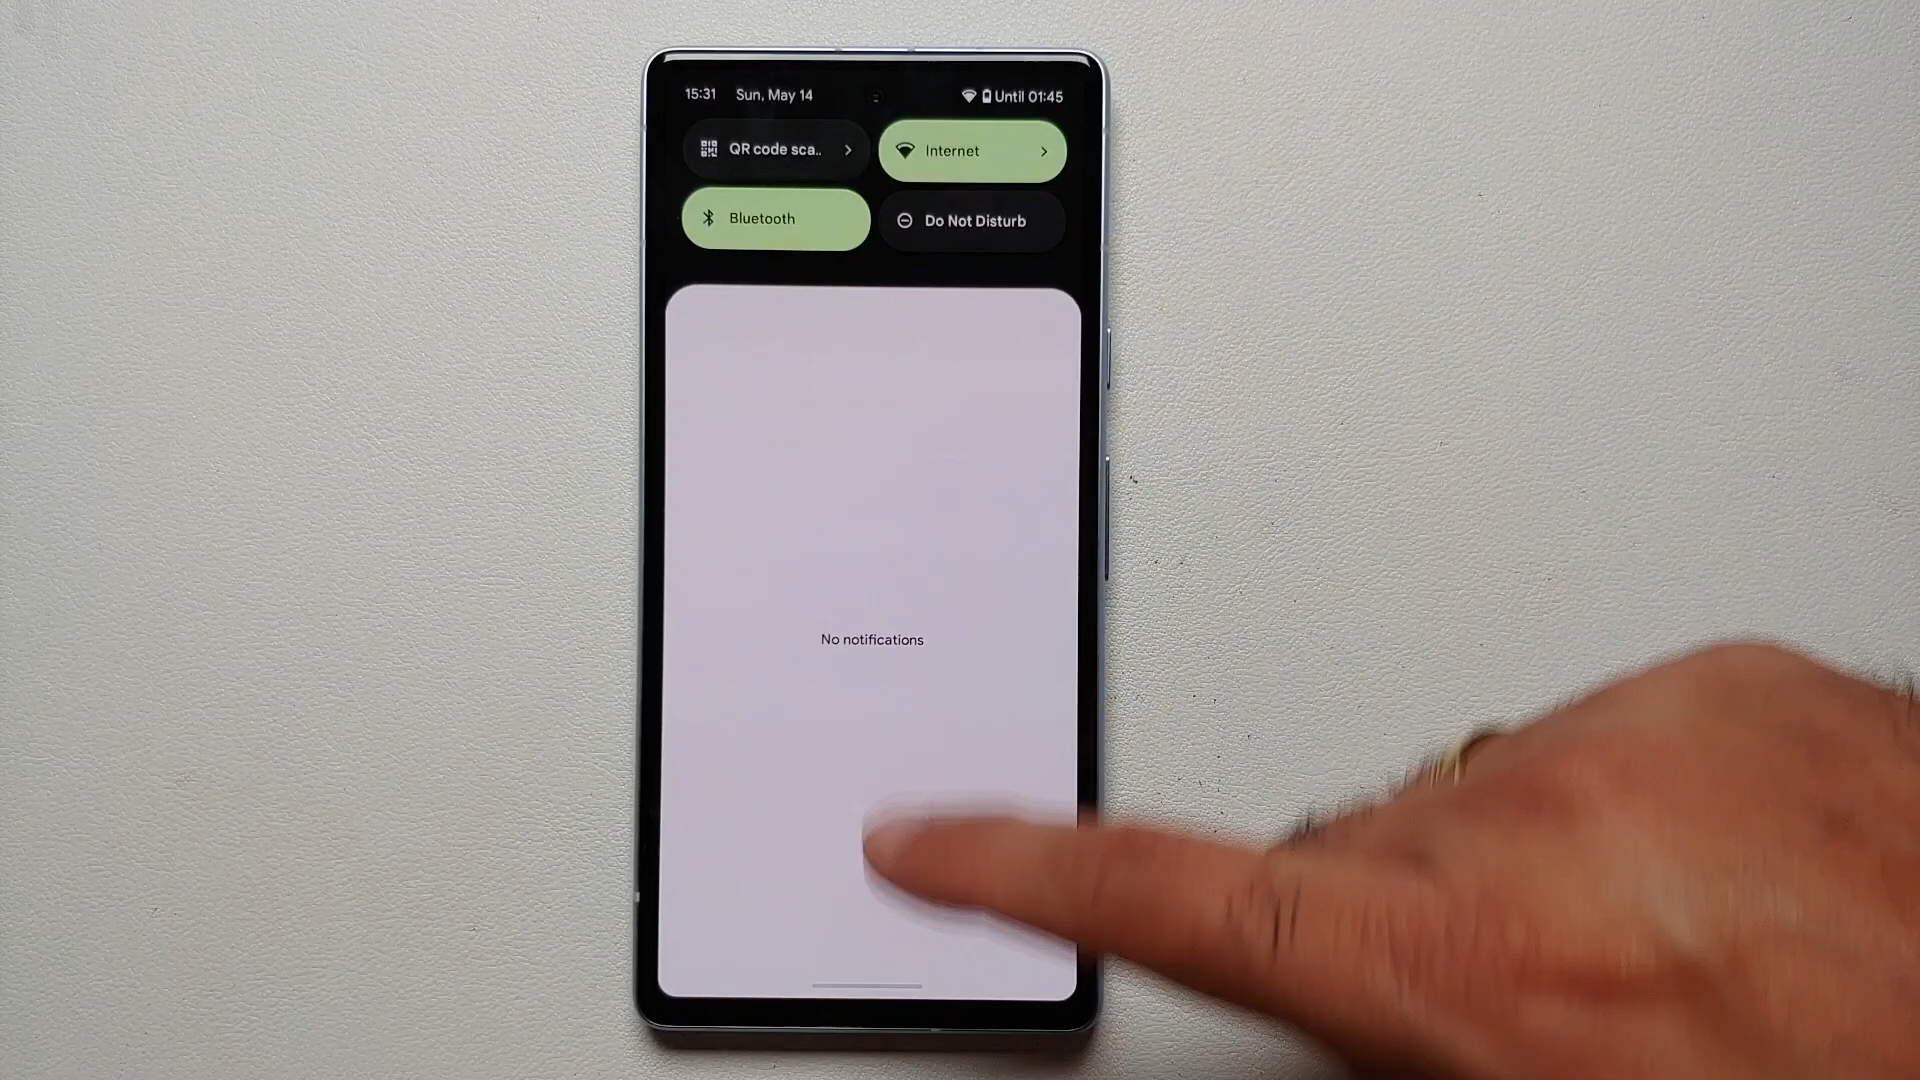 15:31 Sun, May 14 Until 01:45
QR code sca.. Internet
Bluetooth Do Not Disturb
No notifications